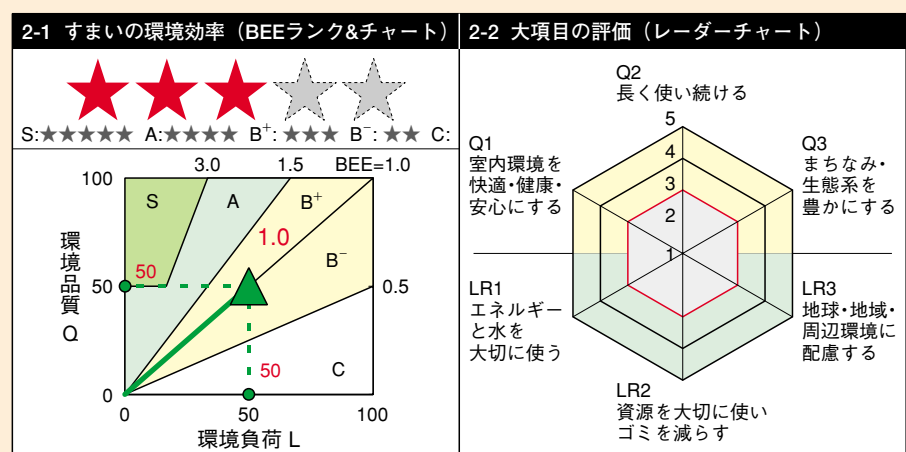 2-1 すまいの環境効率（BEEランク&チャート）
S:★★★★★ A:★★★★ B⁺: ★★★ B⁻: ★★ C:
3.0 1.5 BEE=1.0
100
S A B⁺
1.0
B⁻
50
50
0.5
環境品質 Q
50
C
0
0 50 100
環境負荷 L
2-2 大項目の評価（レーダーチャート）
Q2
長く使い続ける
5
4
3
2
1
Q1
室内環境を
快適・健康・
安心にする
Q3
まちなみ・
生態系を
豊かにする
LR1
エネルギー
と水を
大切に使う
LR3
地球・地域・
周辺環境に
配慮する
LR2
資源を大切に使い
ゴミを減らす